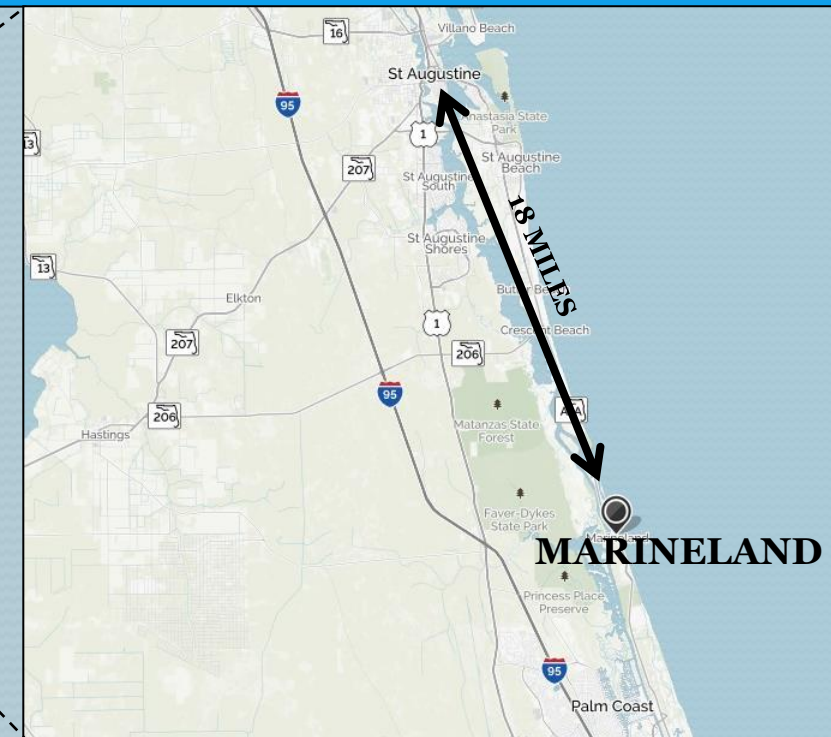 Villano Beach
16
St Augustine
95
Anastasia State
Park
1
13
207
St Augustine
Beach
St Augustine
South
18 MILES
St Augustine
Shores
13
Elkton
1
Crescent Beach
207
206
95
A1A
206
Matanzas State
Forest
Hastings
Faver-Dykes
State Park
Marineland
MARINELAND
Princess Place
Preserve
95
Palm Coast